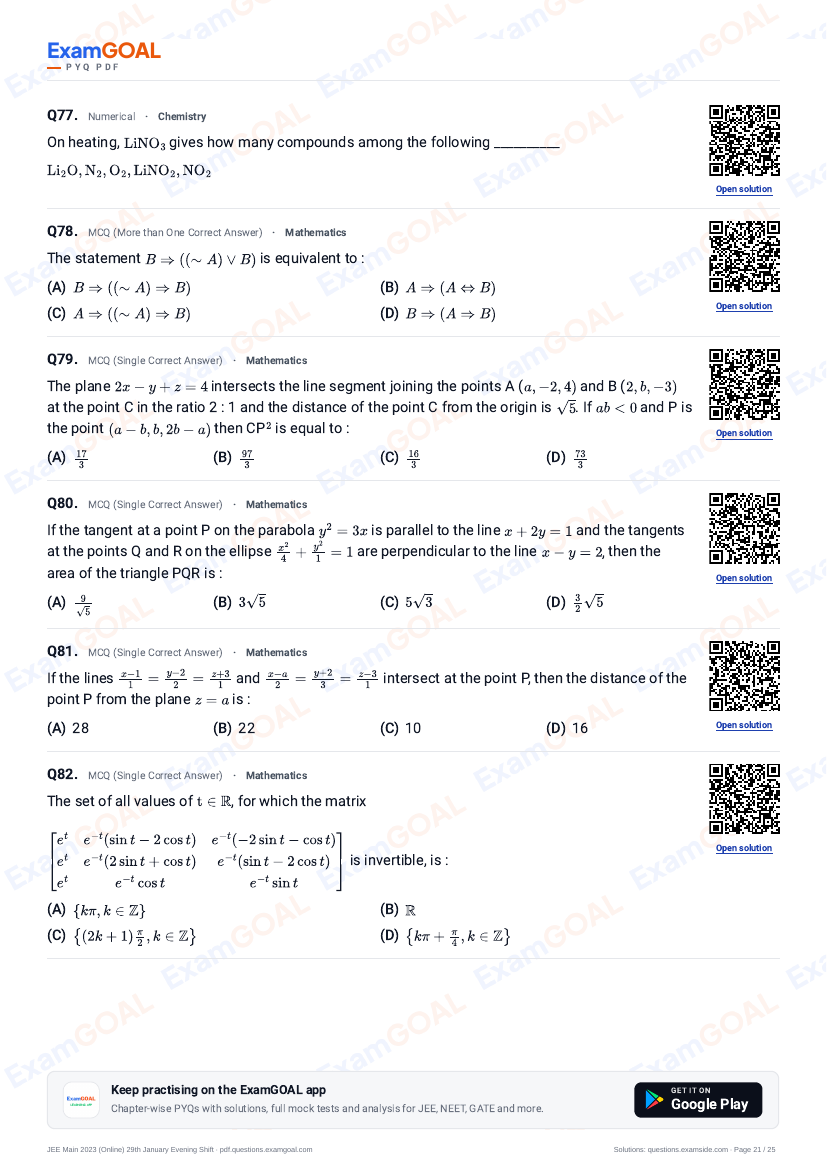 ExamGOAL
PYQ PDF
Q77. Numerical · Chemistry
On heating, LiNO₃ gives how many compounds among the following __________
Li₂O, N₂, O₂, LiNO₂, NO₂
Open solution
Q78. MCQ (More than One Correct Answer) · Mathematics
The statement B ⇒ ((∼ A) ∨ B) is equivalent to :
(A) B ⇒ ((∼ A) ⇒ B) (B) A ⇒ (A ⇔ B)
(C) A ⇒ ((∼ A) ⇒ B) (D) B ⇒ (A ⇒ B)
Open solution
Q79. MCQ (Single Correct Answer) · Mathematics
The plane 2x − y + z = 4 intersects the line segment joining the points A (a, −2, 4) and B (2, b, −3)
at the point C in the ratio 2 : 1 and the distance of the point C from the origin is √5. If ab < 0 and P is
the point (a − b, b, 2b − a) then CP² is equal to :
(A) 17/3 (B) 97/3 (C) 16/3 (D) 73/3
Open solution
Q80. MCQ (Single Correct Answer) · Mathematics
If the tangent at a point P on the parabola y² = 3x is parallel to the line x + 2y = 1 and the tangents
at the points Q and R on the ellipse x²/4 + y²/1 = 1 are perpendicular to the line x − y = 2, then the
area of the triangle PQR is :
(A) 9/√5 (B) 3√5 (C) 5√3 (D) 3/2 √5
Open solution
Q81. MCQ (Single Correct Answer) · Mathematics
If the lines (x−1)/1 = (y−2)/2 = (z+3)/1 and (x−a)/2 = (y+2)/3 = (z−3)/1 intersect at the point P, then the distance of the
point P from the plane z = a is :
(A) 28 (B) 22 (C) 10 (D) 16
Open solution
Q82. MCQ (Single Correct Answer) · Mathematics
The set of all values of t ∈ ℝ, for which the matrix
[eᵗ e⁻ᵗ(sin t − 2 cos t) e⁻ᵗ(−2 sin t − cos t)]
[eᵗ e⁻ᵗ(2 sin t + cos t) e⁻ᵗ(sin t − 2 cos t)] is invertible, is :
[eᵗ e⁻ᵗ cos t e⁻ᵗ sin t]
(A) {kπ, k ∈ ℤ} (B) ℝ
(C) {(2k + 1)π/2, k ∈ ℤ} (D) {kπ + π/4, k ∈ ℤ}
Open solution
Keep practising on the ExamGOAL app
Chapter-wise PYQs with solutions, full mock tests and analysis for JEE, NEET, GATE and more.
ExamGOAL
GET IT ON
Google Play
JEE Main 2023 (Online) 29th January Evening Shift · pdf.questions.examgoal.com
Solutions: questions.examside.com · Page 21 / 25